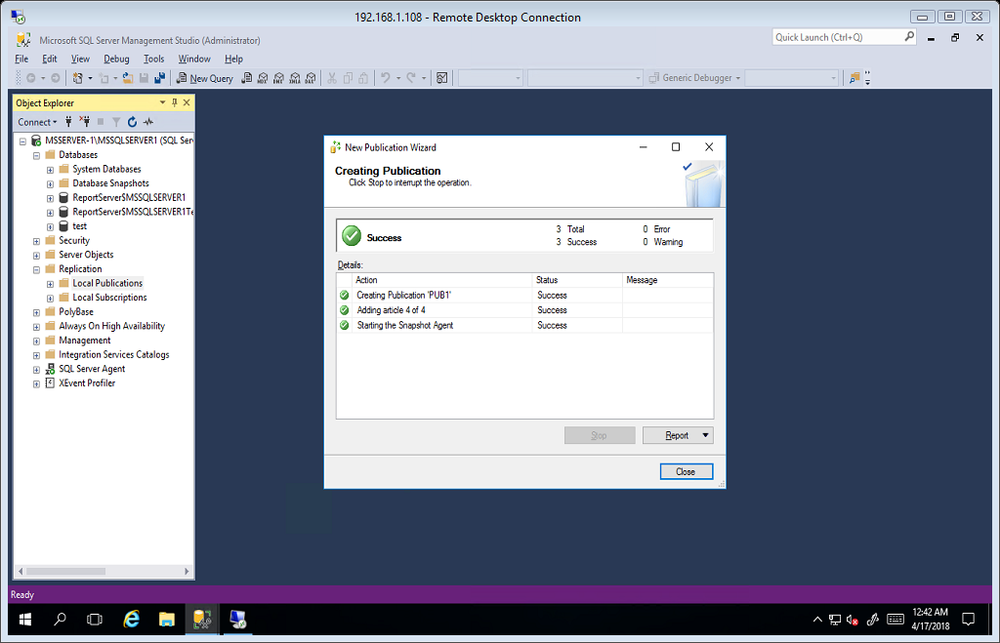 192.168.1.108 - Remote Desktop Connection
Microsoft SQL Server Management Studio (Administrator)
Quick Launch (Ctrl+Q)
File Edit View Debug Tools Window Help
New Query
MDX DMX XMLA DAX
Generic Debugger
Object Explorer
Connect
MSSERVER-1\MSSQLSERVER1 (SQL Ser
Databases
System Databases
Database Snapshots
ReportServer$MSSQLSERVER1
ReportServer$MSSQLSERVER1Te
test
Security
Server Objects
Replication
Local Publications
Local Subscriptions
PolyBase
Always On High Availability
Management
Integration Services Catalogs
SQL Server Agent
XEvent Profiler
New Publication Wizard
Creating Publication
Click Stop to interrupt the operation.
Success
3 Total 0 Error
3 Success 0 Warning
Details:
Action Status Message
Creating Publication 'PUB1' Success
Adding article 4 of 4 Success
Starting the Snapshot Agent Success
Stop Report
Close
Ready
12:42 AM
4/17/2018